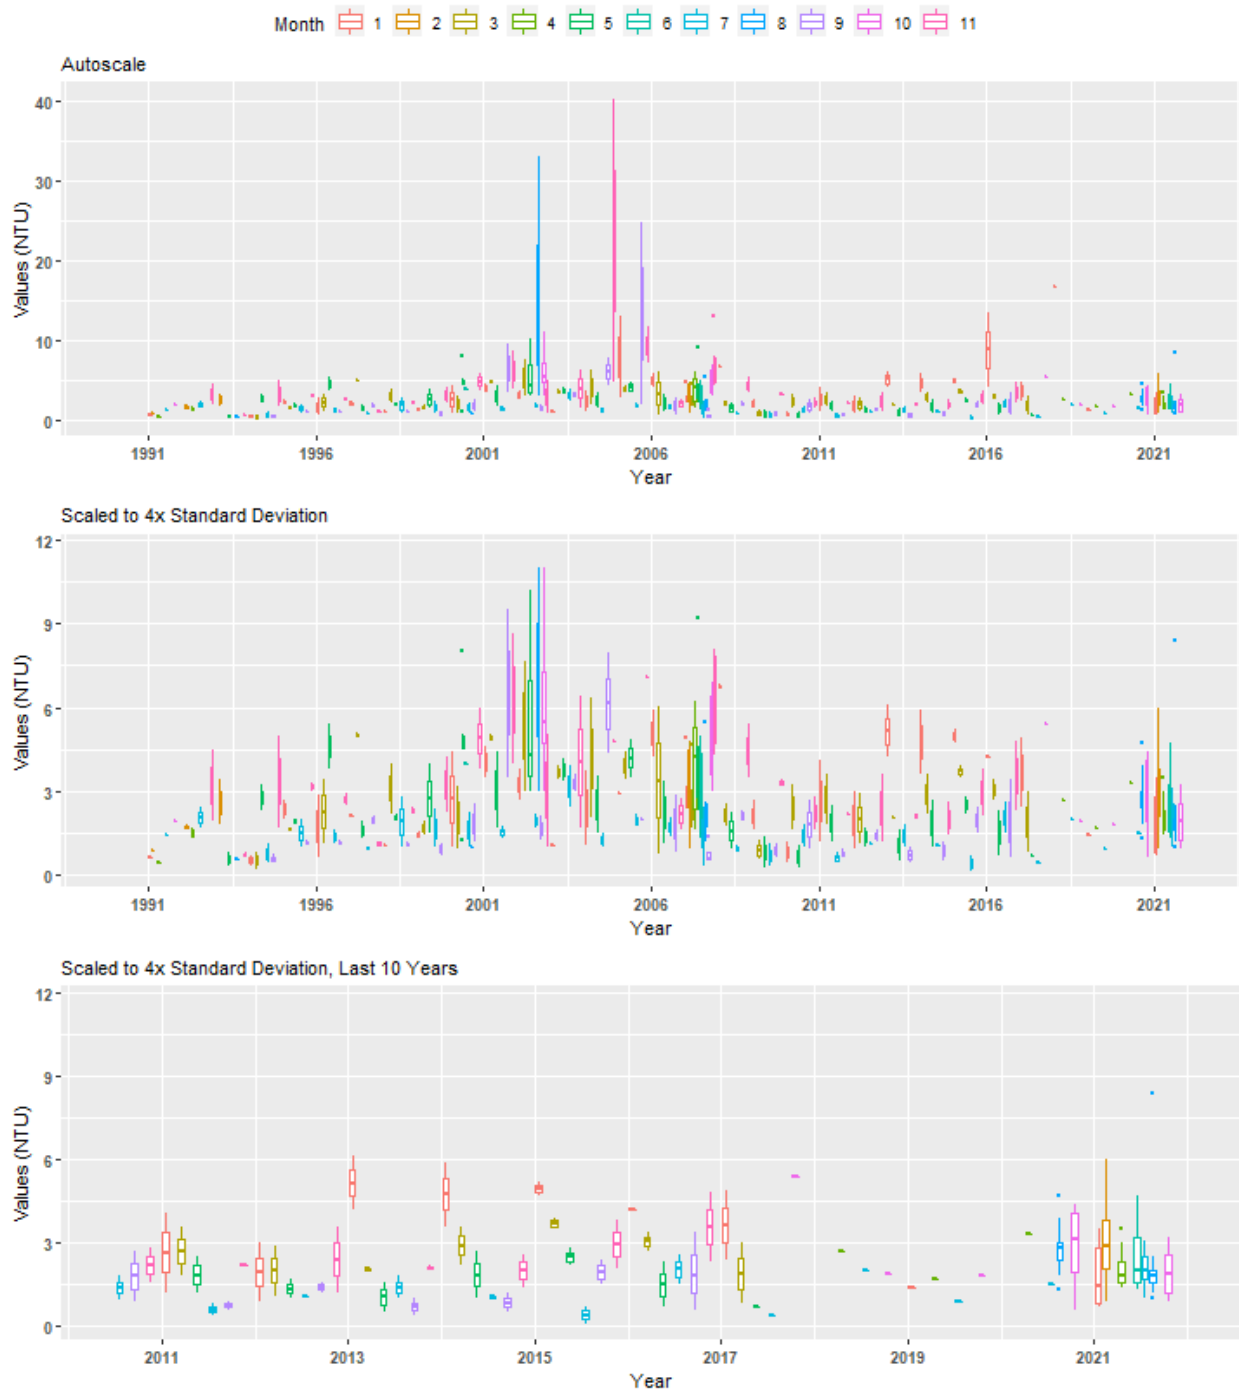 Month 1 2 3 4 5 6 7 8 9 10 11
Autoscale
40
30
20
10
0
Values (NTU)
1991 1996 2001 2006 2011 2016 2021
Year
Scaled to 4x Standard Deviation
12
9
6
3
0
Values (NTU)
1991 1996 2001 2006 2011 2016 2021
Year
Scaled to 4x Standard Deviation, Last 10 Years
12
9
6
3
0
Values (NTU)
2011 2013 2015 2017 2019 2021
Year